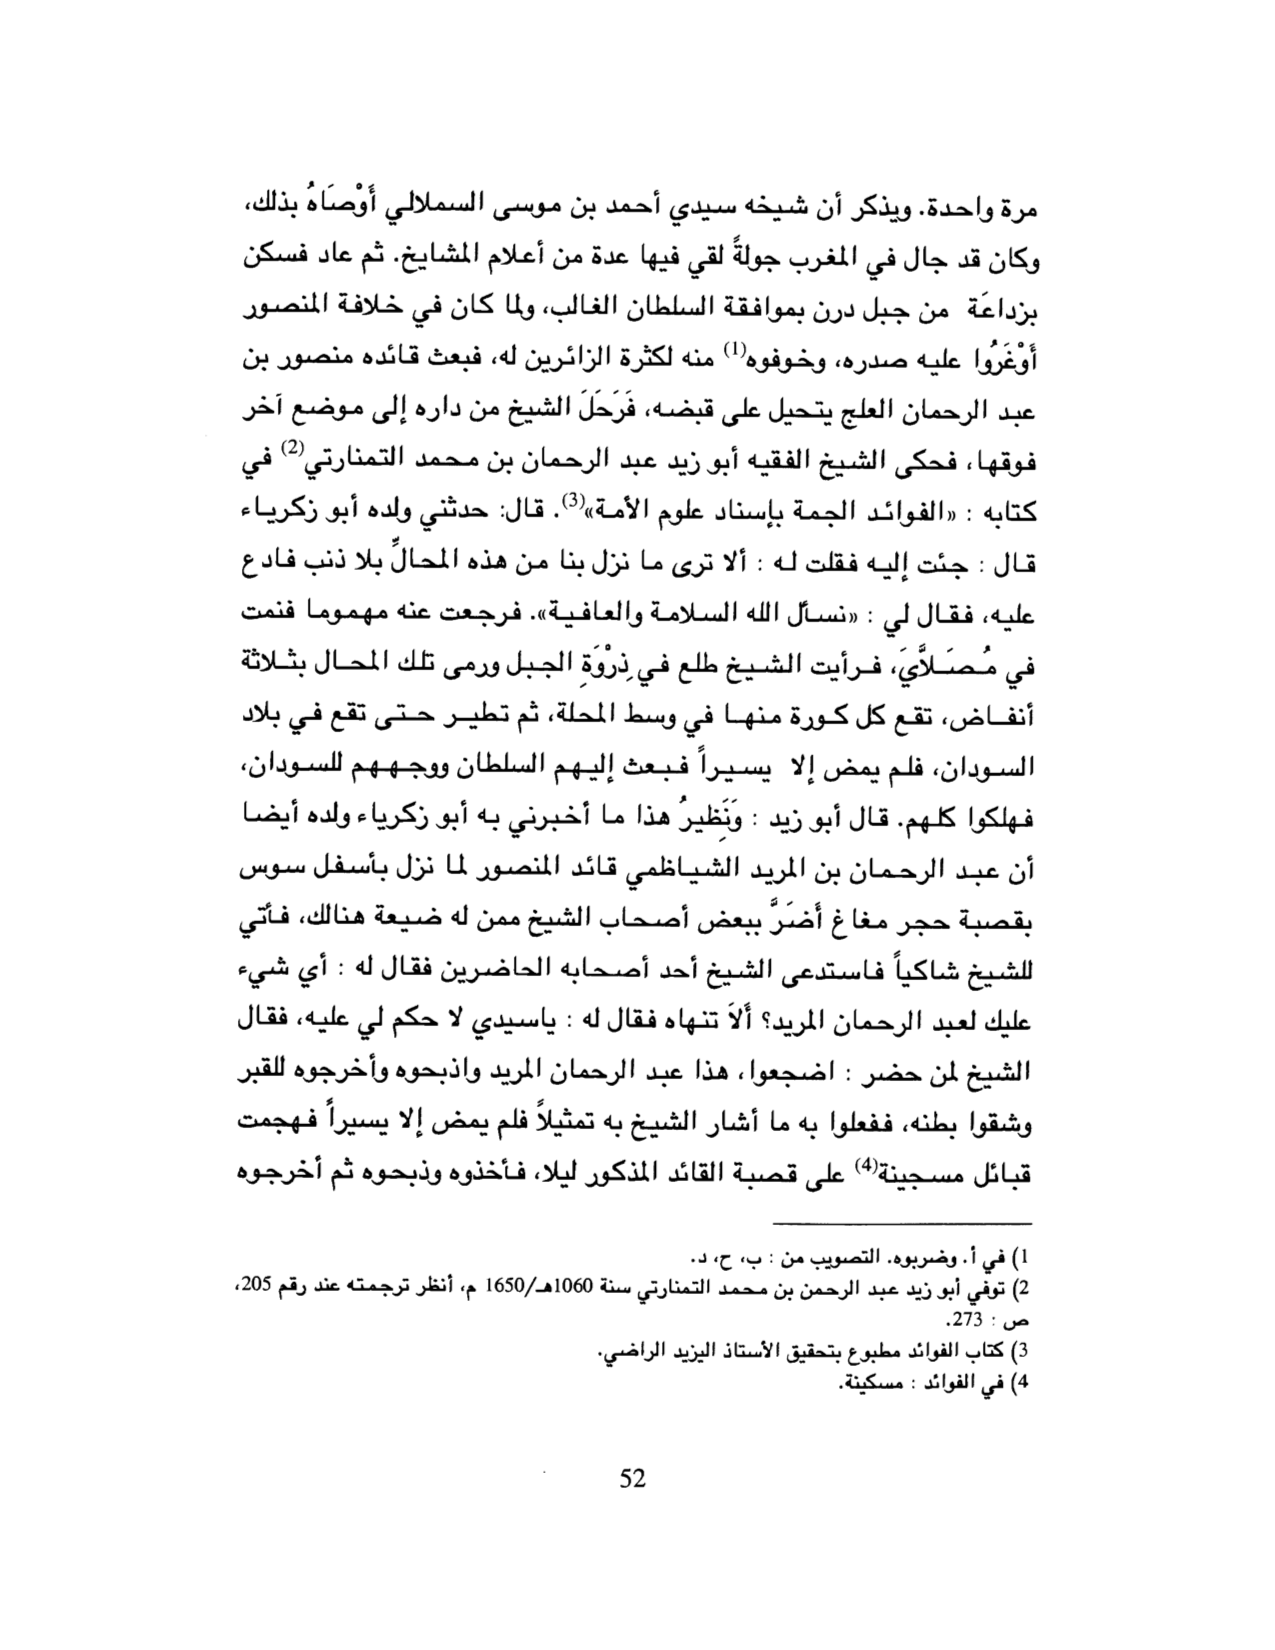 مرة واحدة. ويذكر أن شيخه سيدي أحمد بن موسى السملالي أَوْصَاهُ بذلك،
وكان قد جال في المغرب جولةً لقي فيها عدة من أعلام المشايخ. ثم عاد فسكن
بزداعَة من جبل درن بموافقة السلطان الغالب، ولما كان في خلافة المنصور
أَوْغَرُوا عليه صدره، وخوفوه(1) منه لكثرة الزائرين له، فبعث قائده منصور بن
عبد الرحمان العلج يتحيل على قبضه، فَرَحَلَ الشيخ من داره إلى موضع آخر
فوقها، فحكى الشيخ الفقيه أبو زيد عبد الرحمان بن محمد التمنارتي(2) في
كتابه : «الفوائد الجمة بإسناد علوم الأمة»(3). قال: حدثني ولده أبو زكرياء
قال : جئت إليه فقلت له : ألا ترى ما نزل بنا من هذه المحالِّ بلا ذنب فادع
عليه، فقال لي : «نسأل الله السلامة والعافية». فرجعت عنه مهموما فنمت
في مُصَلاَّيَ، فرأيت الشيخ طلع في ذِرْوَةِ الجبل ورمى تلك المحال بثلاثة
أنفاض، تقع كل كورة منها في وسط المحلة، ثم تطير حتى تقع في بلاد
السودان، فلم يمض إلا يسيراً فبعث إليهم السلطان ووجههم للسودان،
فهلكوا كلهم. قال أبو زيد : وَنَظِيرُ هذا ما أخبرني به أبو زكرياء ولده أيضا
أن عبد الرحمان بن المريد الشياظمي قائد المنصور لما نزل بأسفل سوس
بقصبة حجر مغاغ أَضَرَّ ببعض أصحاب الشيخ ممن له ضيعة هنالك، فأتي
للشيخ شاكياً فاستدعى الشيخ أحد أصحابه الحاضرين فقال له : أي شيء
عليك لعبد الرحمان المريد؟ أَلاَ تنهاه فقال له : ياسيدي لا حكم لي عليه، فقال
الشيخ لمن حضر : اضجعوا، هذا عبد الرحمان المريد واذبحوه وأخرجوه للقبر
وشقوا بطنه، ففعلوا به ما أشار الشيخ به تمثيلاً فلم يمض إلا يسيراً فهجمت
قبائل مسجينة(4) على قصبة القائد المذكور ليلا، فأخذوه وذبحوه ثم أخرجوه
1) في أ. وضربوه. التصويب من : ب، ح، د.
2) توفي أبو زيد عبد الرحمن بن محمد التمنارتي سنة 1060هـ/1650 م، أنظر ترجمته عند رقم 205،
ص : 273.
3) كتاب الفوائد مطبوع بتحقيق الأستاذ اليزيد الراضي.
4) في الفوائد : مسكينة.
52